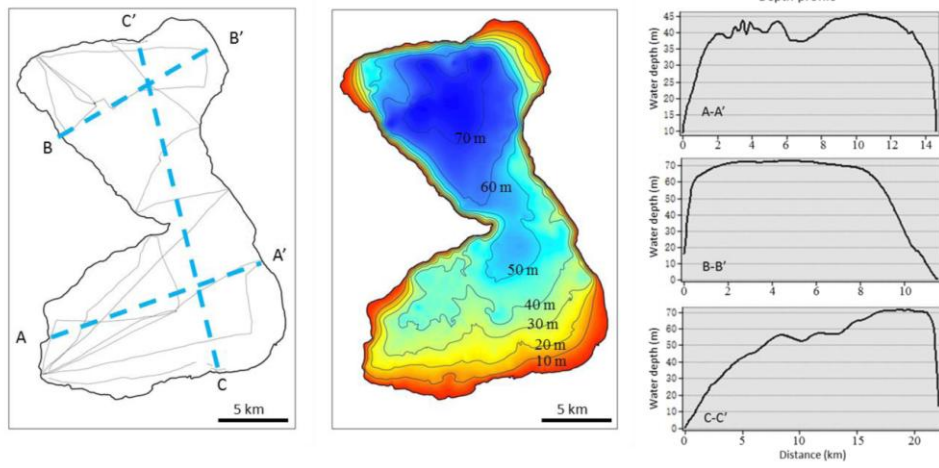 C’
B’
B
A’
A
C
5 km
70 m
60 m
50 m
40 m
30 m
20 m
10 m
5 km
Water depth (m)
45
40
35
30
25
20
15
10
A-A’
0 2 4 6 8 10 12 14
Water depth (m)
70
60
50
40
30
20
10
0
B-B’
0 2 4 6 8 10
Water depth (m)
70
60
50
40
30
20
10
0
C-C’
0 5 10 15 20
Distance (km)